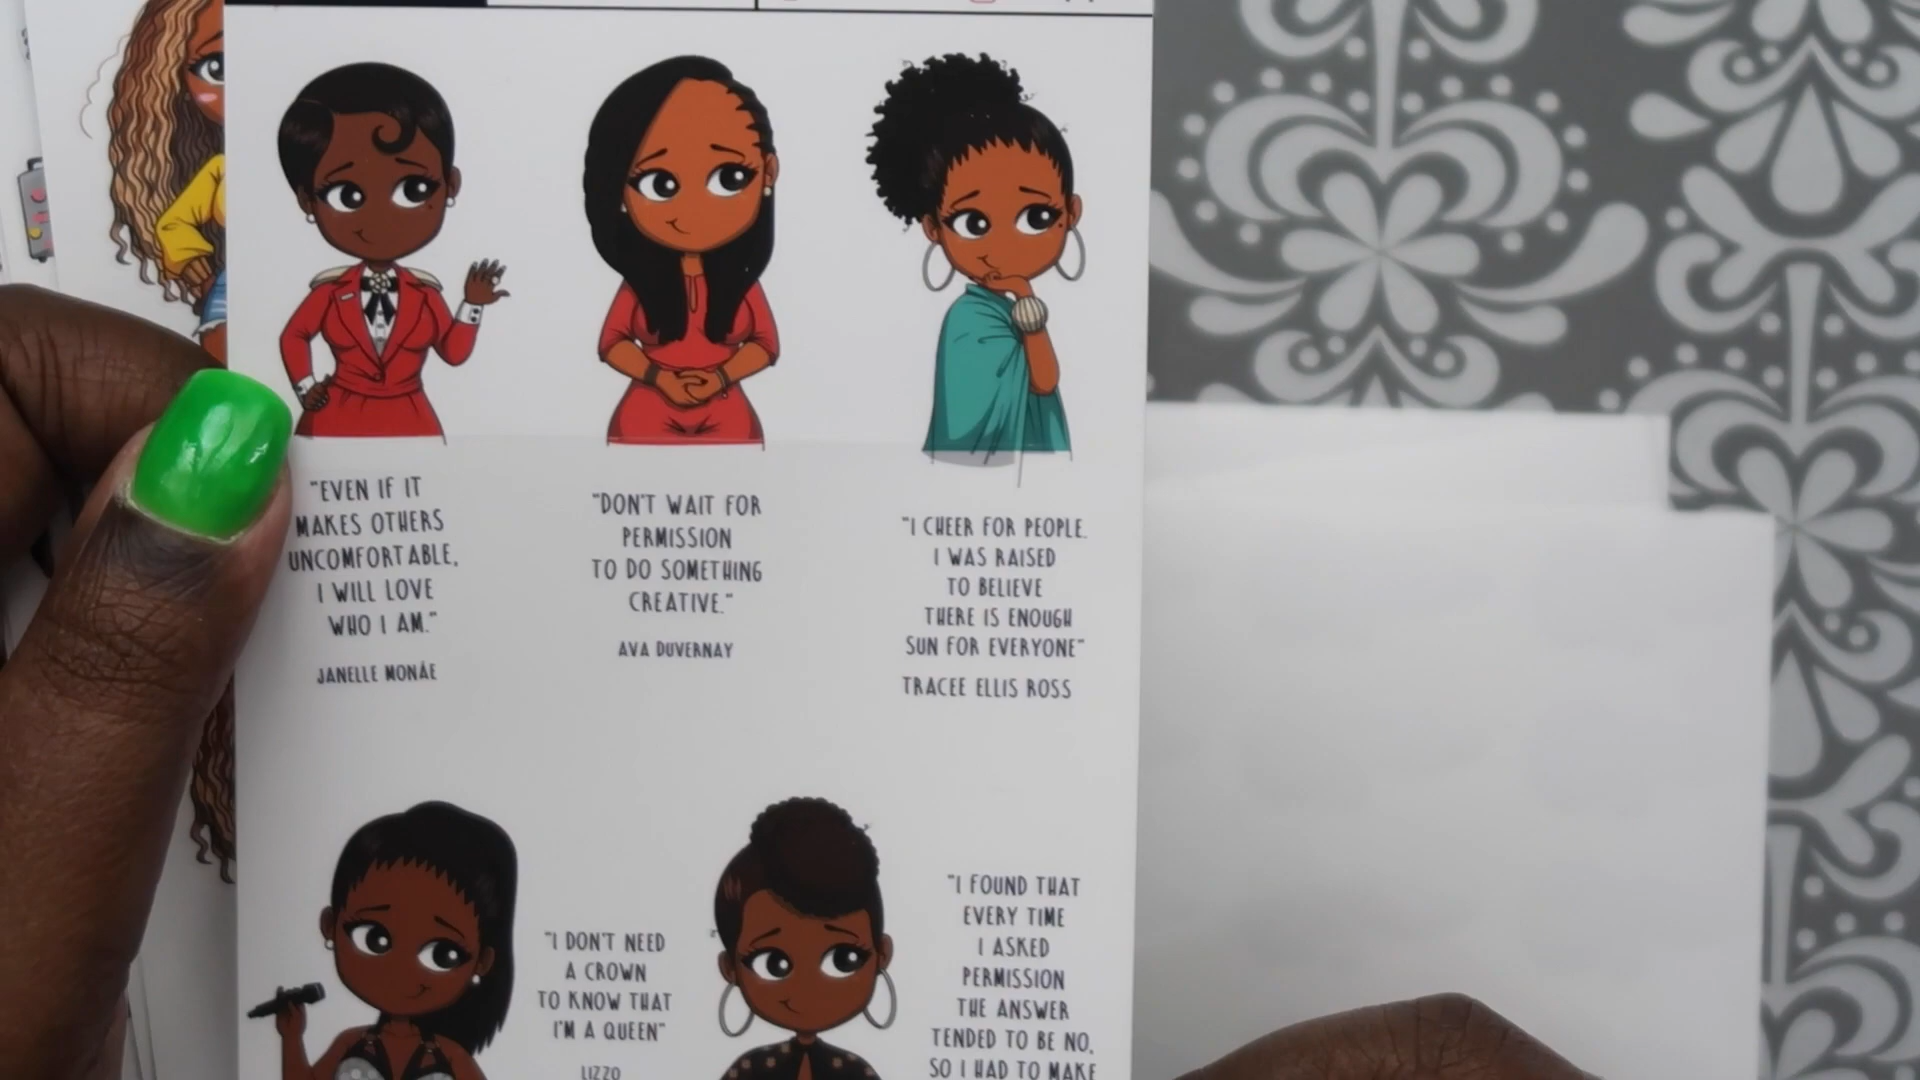 "EVEN IF IT
MAKES OTHERS
UNCOMFORTABLE,
I WILL LOVE
WHO I AM."
JANELLE MONÁE
"DON'T WAIT FOR
PERMISSION
TO DO SOMETHING
CREATIVE."
AVA DUVERNAY
"I CHEER FOR PEOPLE.
I WAS RAISED
TO BELIEVE
THERE IS ENOUGH
SUN FOR EVERYONE"
TRACEE ELLIS ROSS
"I DON'T NEED
A CROWN
TO KNOW THAT
I'M A QUEEN"
LIZZO
"I FOUND THAT
EVERY TIME
I ASKED
PERMISSION
THE ANSWER
TENDED TO BE NO,
SO I HAD TO MAKE